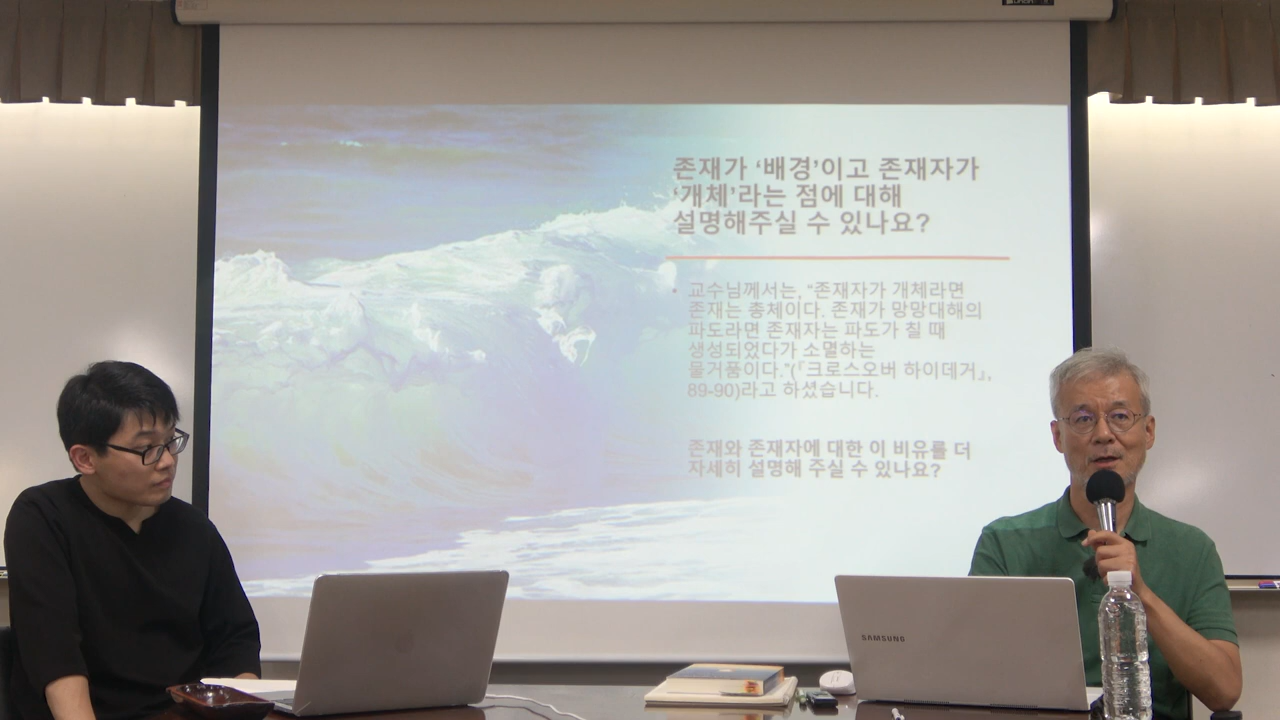 존재가 ‘배경’이고 존재자가
‘개체’라는 점에 대해
설명해주실 수 있나요?
• 교수님께서는, “존재자가 개체라면
존재는 총체이다. 존재가 망망대해의
파도라면 존재자는 파도가 칠 때
생성되었다가 소멸하는
물거품이다.”(『크로스오버 하이데거』,
89-90)라고 하셨습니다.
존재와 존재자에 대한 이 비유를 더
자세히 설명해 주실 수 있나요?
SAMSUNG